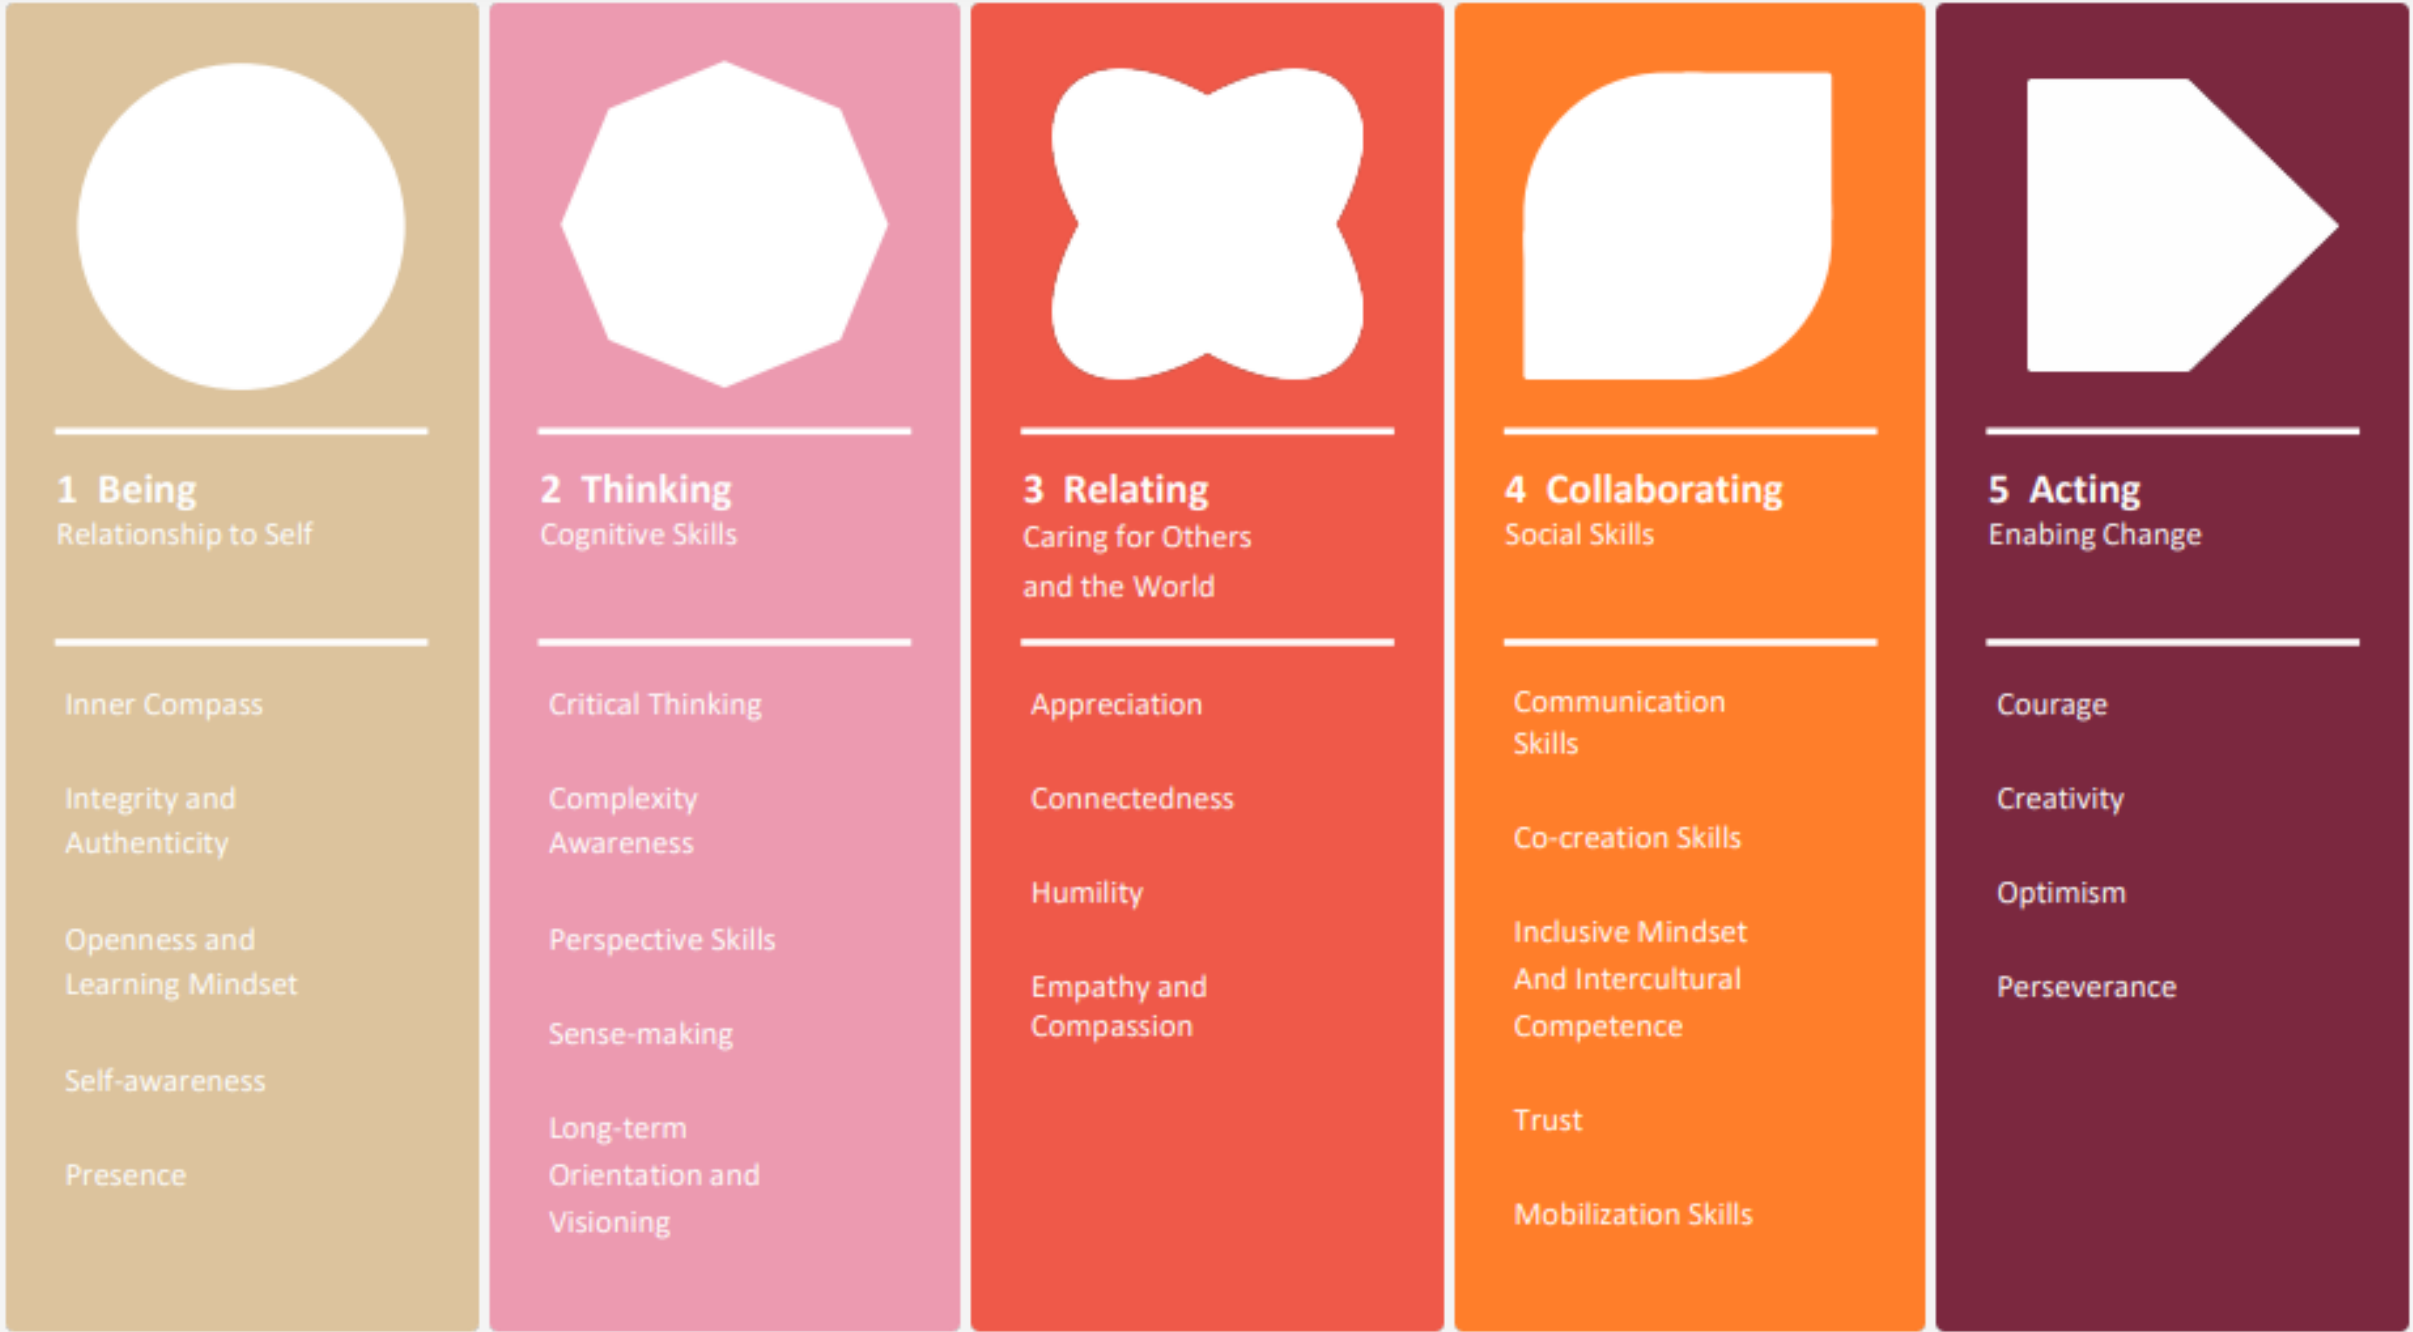 1 Being
Relationship to Self
Inner Compass
Integrity and
Authenticity
Openness and
Learning Mindset
Self-awareness
Presence
2 Thinking
Cognitive Skills
Critical Thinking
Complexity
Awareness
Perspective Skills
Sense-making
Long-term
Orientation and
Visioning
3 Relating
Caring for Others
and the World
Appreciation
Connectedness
Humility
Empathy and
Compassion
4 Collaborating
Social Skills
Communication
Skills
Co-creation Skills
Inclusive Mindset
And Intercultural
Competence
Trust
Mobilization Skills
5 Acting
Enabing Change
Courage
Creativity
Optimism
Perseverance